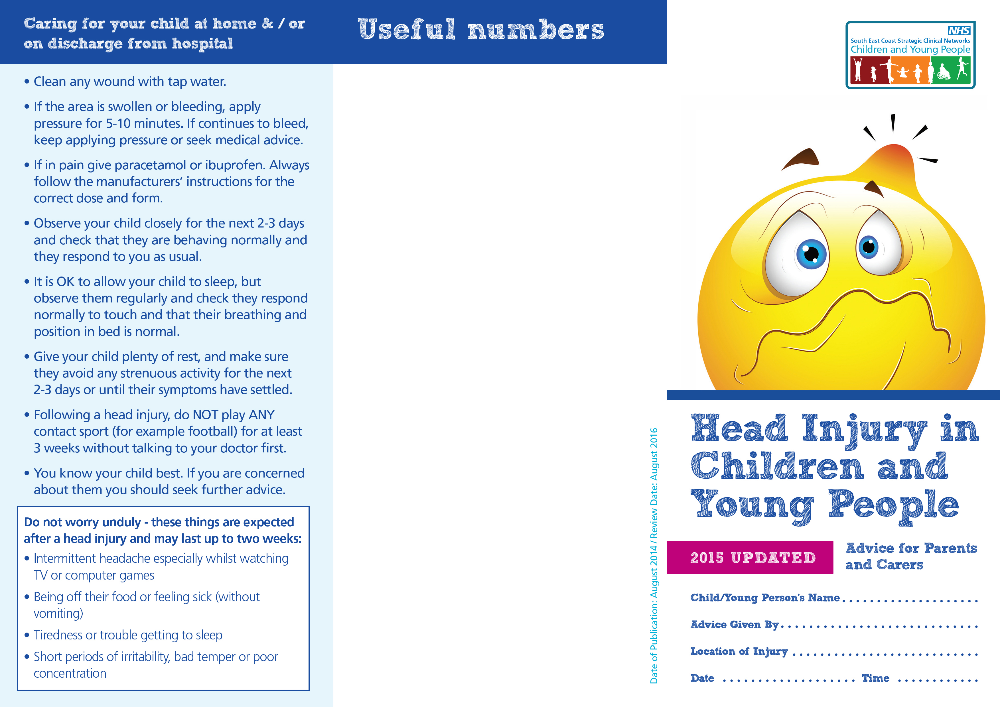 Caring for your child at home & / or
on discharge from hospital
• Clean any wound with tap water.
• If the area is swollen or bleeding, apply
pressure for 5-10 minutes. If continues to bleed,
keep applying pressure or seek medical advice.
• If in pain give paracetamol or ibuprofen. Always
follow the manufacturers’ instructions for the
correct dose and form.
• Observe your child closely for the next 2-3 days
and check that they are behaving normally and
they respond to you as usual.
• It is OK to allow your child to sleep, but
observe them regularly and check they respond
normally to touch and that their breathing and
position in bed is normal.
• Give your child plenty of rest, and make sure
they avoid any strenuous activity for the next
2-3 days or until their symptoms have settled.
• Following a head injury, do NOT play ANY
contact sport (for example football) for at least
3 weeks without talking to your doctor first.
• You know your child best. If you are concerned
about them you should seek further advice.
Do not worry unduly - these things are expected
after a head injury and may last up to two weeks:
• Intermittent headache especially whilst watching
TV or computer games
• Being off their food or feeling sick (without
vomiting)
• Tiredness or trouble getting to sleep
• Short periods of irritability, bad temper or poor
concentration
Useful numbers
Date of Publication: August 2014 / Review Date: August 2016
NHS
South East Coast Strategic Clinical Networks
Children and Young People
Head Injury in
Children and
Young People
2015 UPDATED
Advice for Parents
and Carers
Child/Young Person’s Name....................
Advice Given By............................
Location of Injury ...........................
Date ................... Time ............